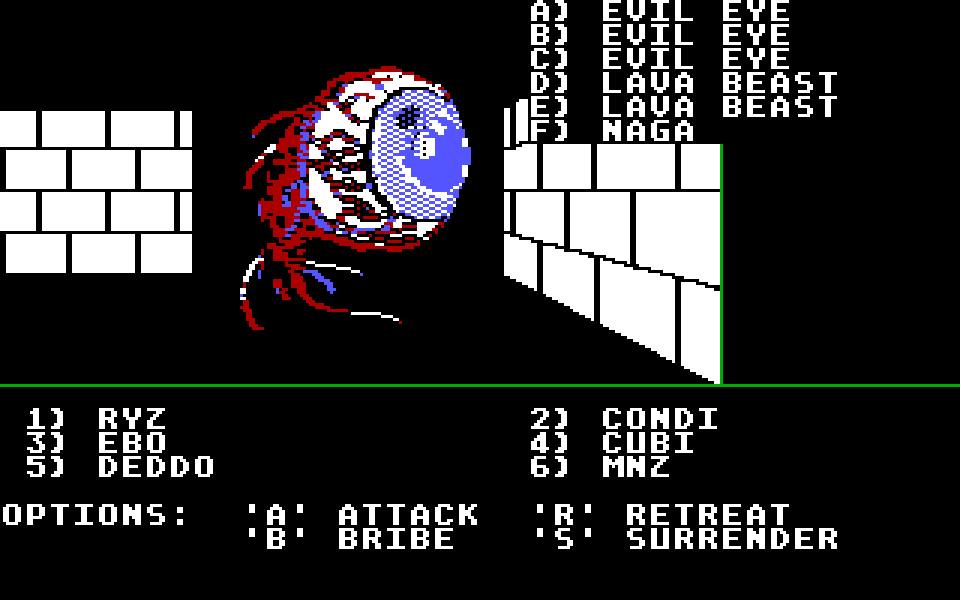 A) EVIL EYE
B) EVIL EYE
C) EVIL EYE
D) LAVA BEAST
E) LAVA BEAST
F) NAGA
1) RYZ 2) CONDI
3) EBO 4) CUBI
5) DEDDO 6) MNZ
OPTIONS: 'A' ATTACK 'R' RETREAT
'B' BRIBE 'S' SURRENDER